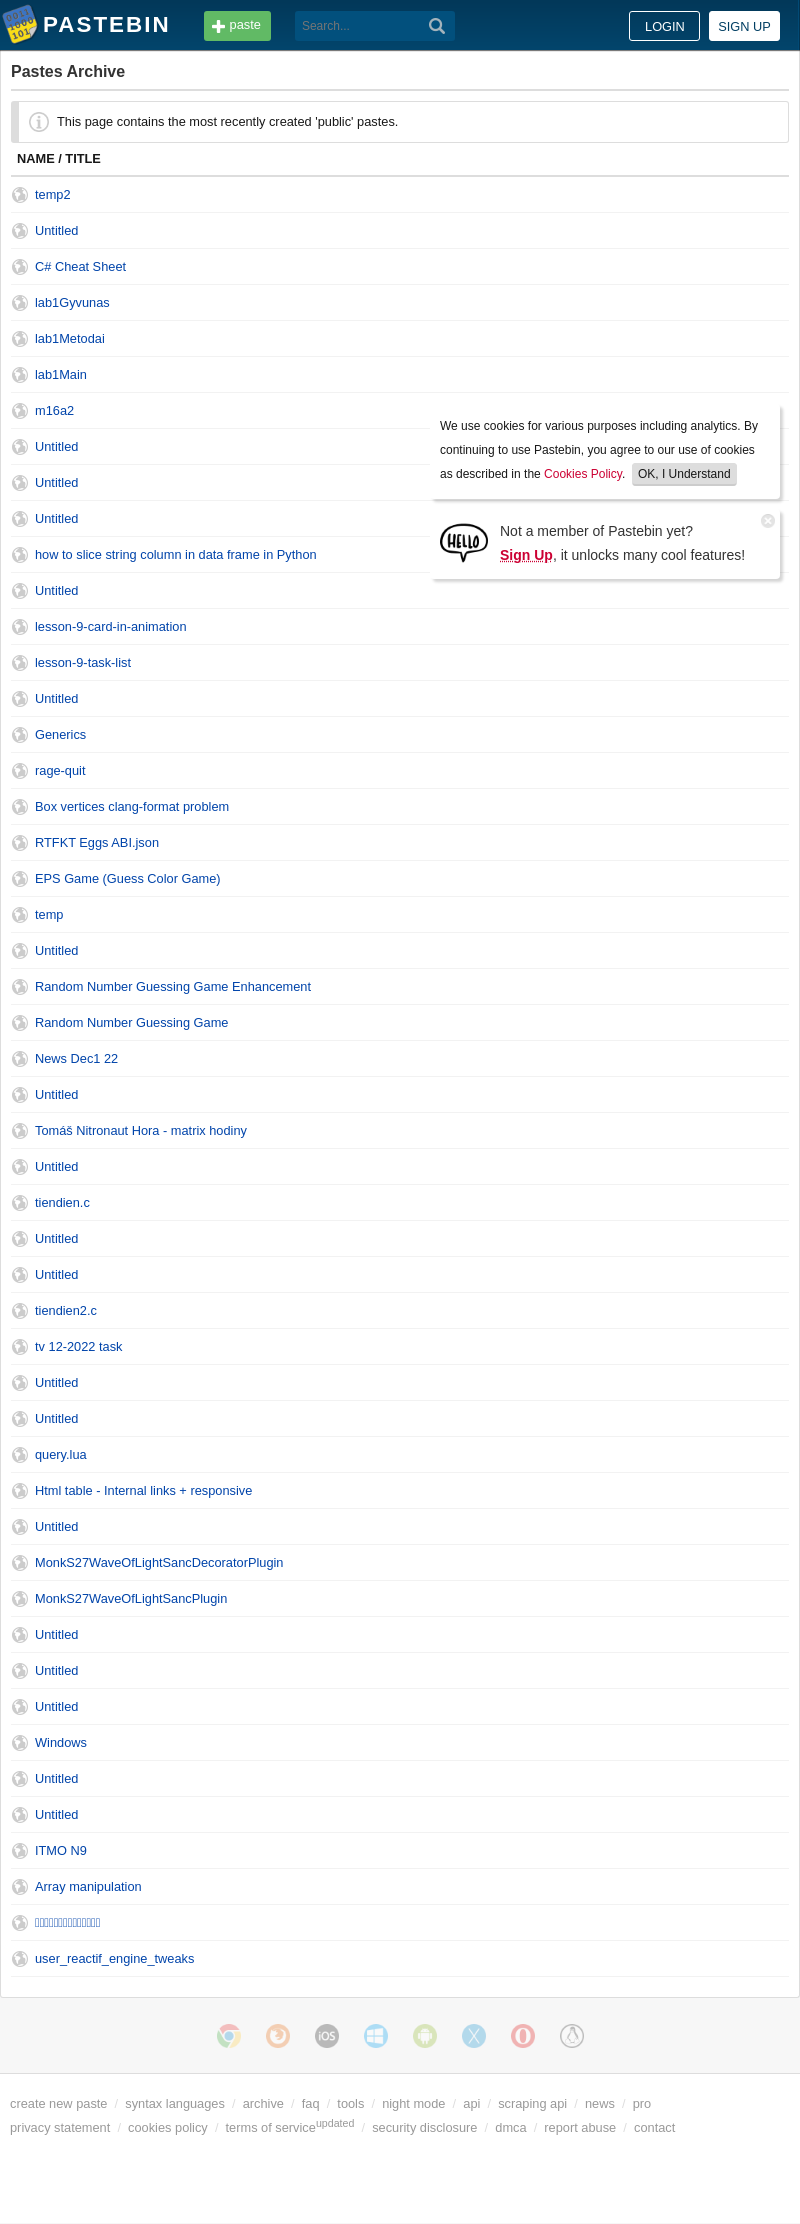 PASTEBIN
paste
Search...
LOGIN
SIGN UP
Pastes Archive
This page contains the most recently created 'public' pastes.
NAME / TITLE
temp2
Untitled
C# Cheat Sheet
lab1Gyvunas
lab1Metodai
lab1Main
m16a2
Untitled
Untitled
Untitled
how to slice string column in data frame in Python
We use cookies for various purposes including analytics. By
continuing to use Pastebin, you agree to our use of cookies
as described in the Cookies Policy. OK, I Understand
HELLO
Not a member of Pastebin yet?
Sign Up, it unlocks many cool features!
Untitled
lesson-9-card-in-animation
lesson-9-task-list
Untitled
Generics
rage-quit
Box vertices clang-format problem
RTFKT Eggs ABI.json
EPS Game (Guess Color Game)
temp
Untitled
Random Number Guessing Game Enhancement
Random Number Guessing Game
News Dec1 22
Untitled
Tomáš Nitronaut Hora - matrix hodiny
Untitled
tiendien.c
Untitled
Untitled
tiendien2.c
tv 12-2022 task
Untitled
Untitled
query.lua
Html table - Internal links + responsive
Untitled
MonkS27WaveOfLightSancDecoratorPlugin
MonkS27WaveOfLightSancPlugin
Untitled
Untitled
Untitled
Windows
Untitled
Untitled
ITMO N9
Array manipulation
user_reactif_engine_tweaks
iOS
create new paste / syntax languages / archive / faq / tools / night mode / api / scraping api / news / pro
privacy statement / cookies policy / terms of serviceupdated / security disclosure / dmca / report abuse / contact